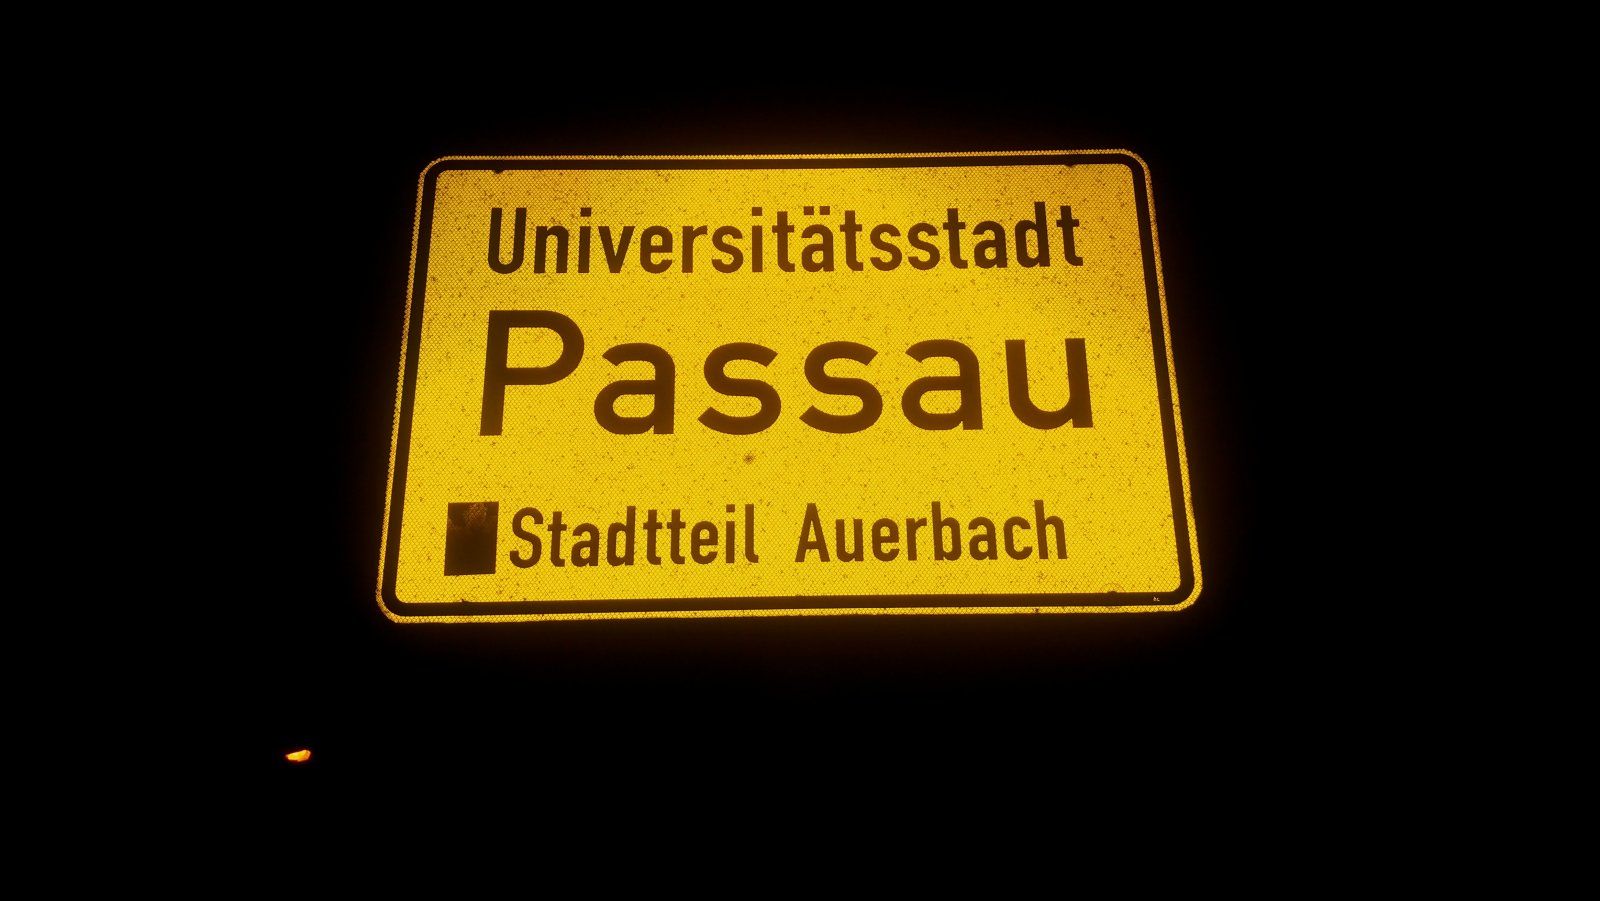 Universitätsstadt
Passau
Stadtteil Auerbach